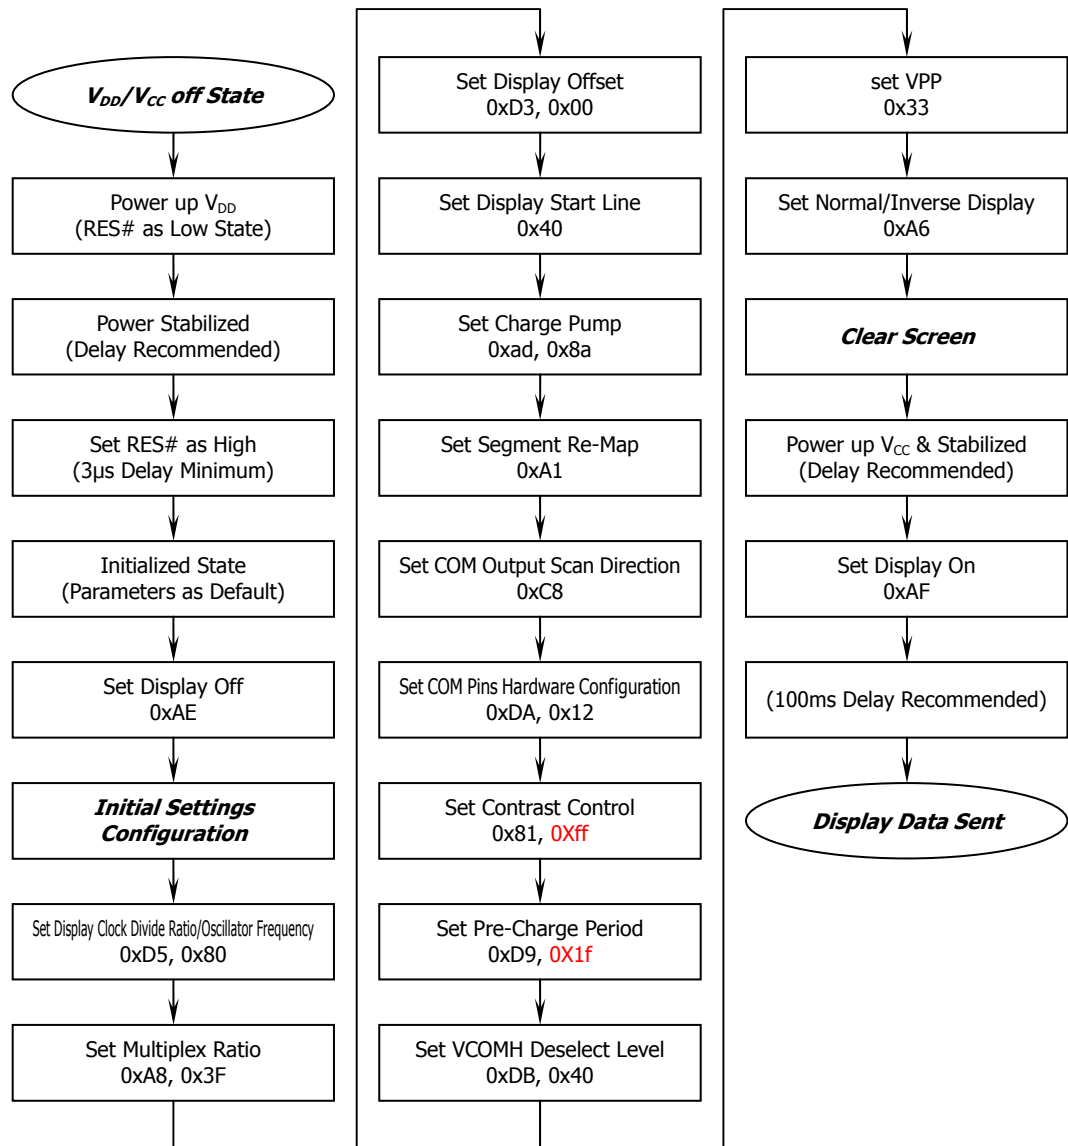 V_DD/V_CC off State
Power up V_DD
(RES# as Low State)
Power Stabilized
(Delay Recommended)
Set RES# as High
(3μs Delay Minimum)
Initialized State
(Parameters as Default)
Set Display Off
0xAE
Initial Settings
Configuration
Set Display Clock Divide Ratio/Oscillator Frequency
0xD5, 0x80
Set Multiplex Ratio
0xA8, 0x3F
Set Display Offset
0xD3, 0x00
Set Display Start Line
0x40
Set Charge Pump
0xad, 0x8a
Set Segment Re-Map
0xA1
Set COM Output Scan Direction
0xC8
Set COM Pins Hardware Configuration
0xDA, 0x12
Set Contrast Control
0x81, 0Xff
Set Pre-Charge Period
0xD9, 0X1f
Set VCOMH Deselect Level
0xDB, 0x40
set VPP
0x33
Set Normal/Inverse Display
0xA6
Clear Screen
Power up V_CC & Stabilized
(Delay Recommended)
Set Display On
0xAF
(100ms Delay Recommended)
Display Data Sent